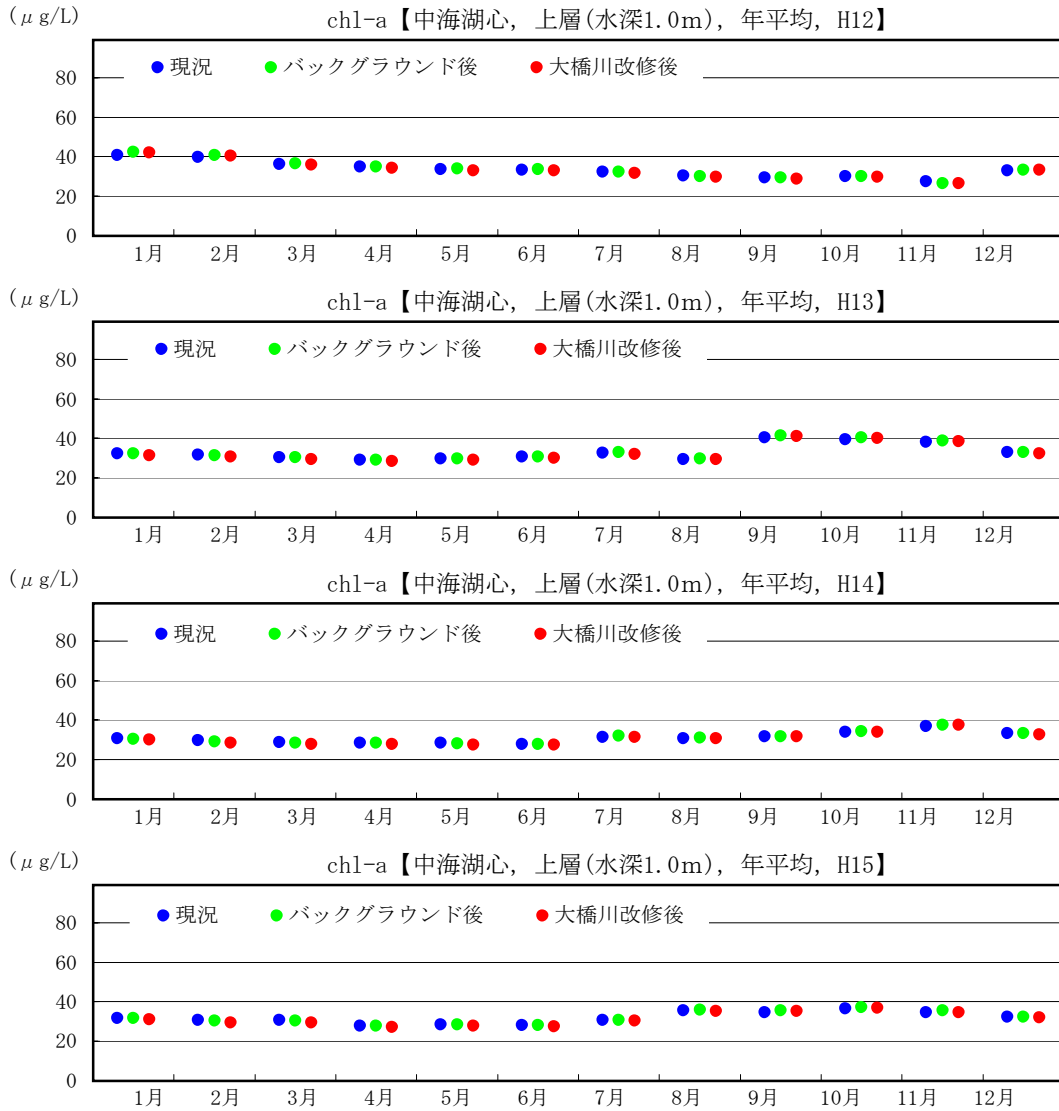 (μg/L)
chl-a【中海湖心, 上層(水深1.0m), 年平均, H12】
現況 バックグラウンド後 大橋川改修後
80
60
40
20
0
1月 2月 3月 4月 5月 6月 7月 8月 9月 10月 11月 12月
(μg/L)
chl-a【中海湖心, 上層(水深1.0m), 年平均, H13】
現況 バックグラウンド後 大橋川改修後
80
60
40
20
0
1月 2月 3月 4月 5月 6月 7月 8月 9月 10月 11月 12月
(μg/L)
chl-a【中海湖心, 上層(水深1.0m), 年平均, H14】
現況 バックグラウンド後 大橋川改修後
80
60
40
20
0
1月 2月 3月 4月 5月 6月 7月 8月 9月 10月 11月 12月
(μg/L)
chl-a【中海湖心, 上層(水深1.0m), 年平均, H15】
現況 バックグラウンド後 大橋川改修後
80
60
40
20
0
1月 2月 3月 4月 5月 6月 7月 8月 9月 10月 11月 12月